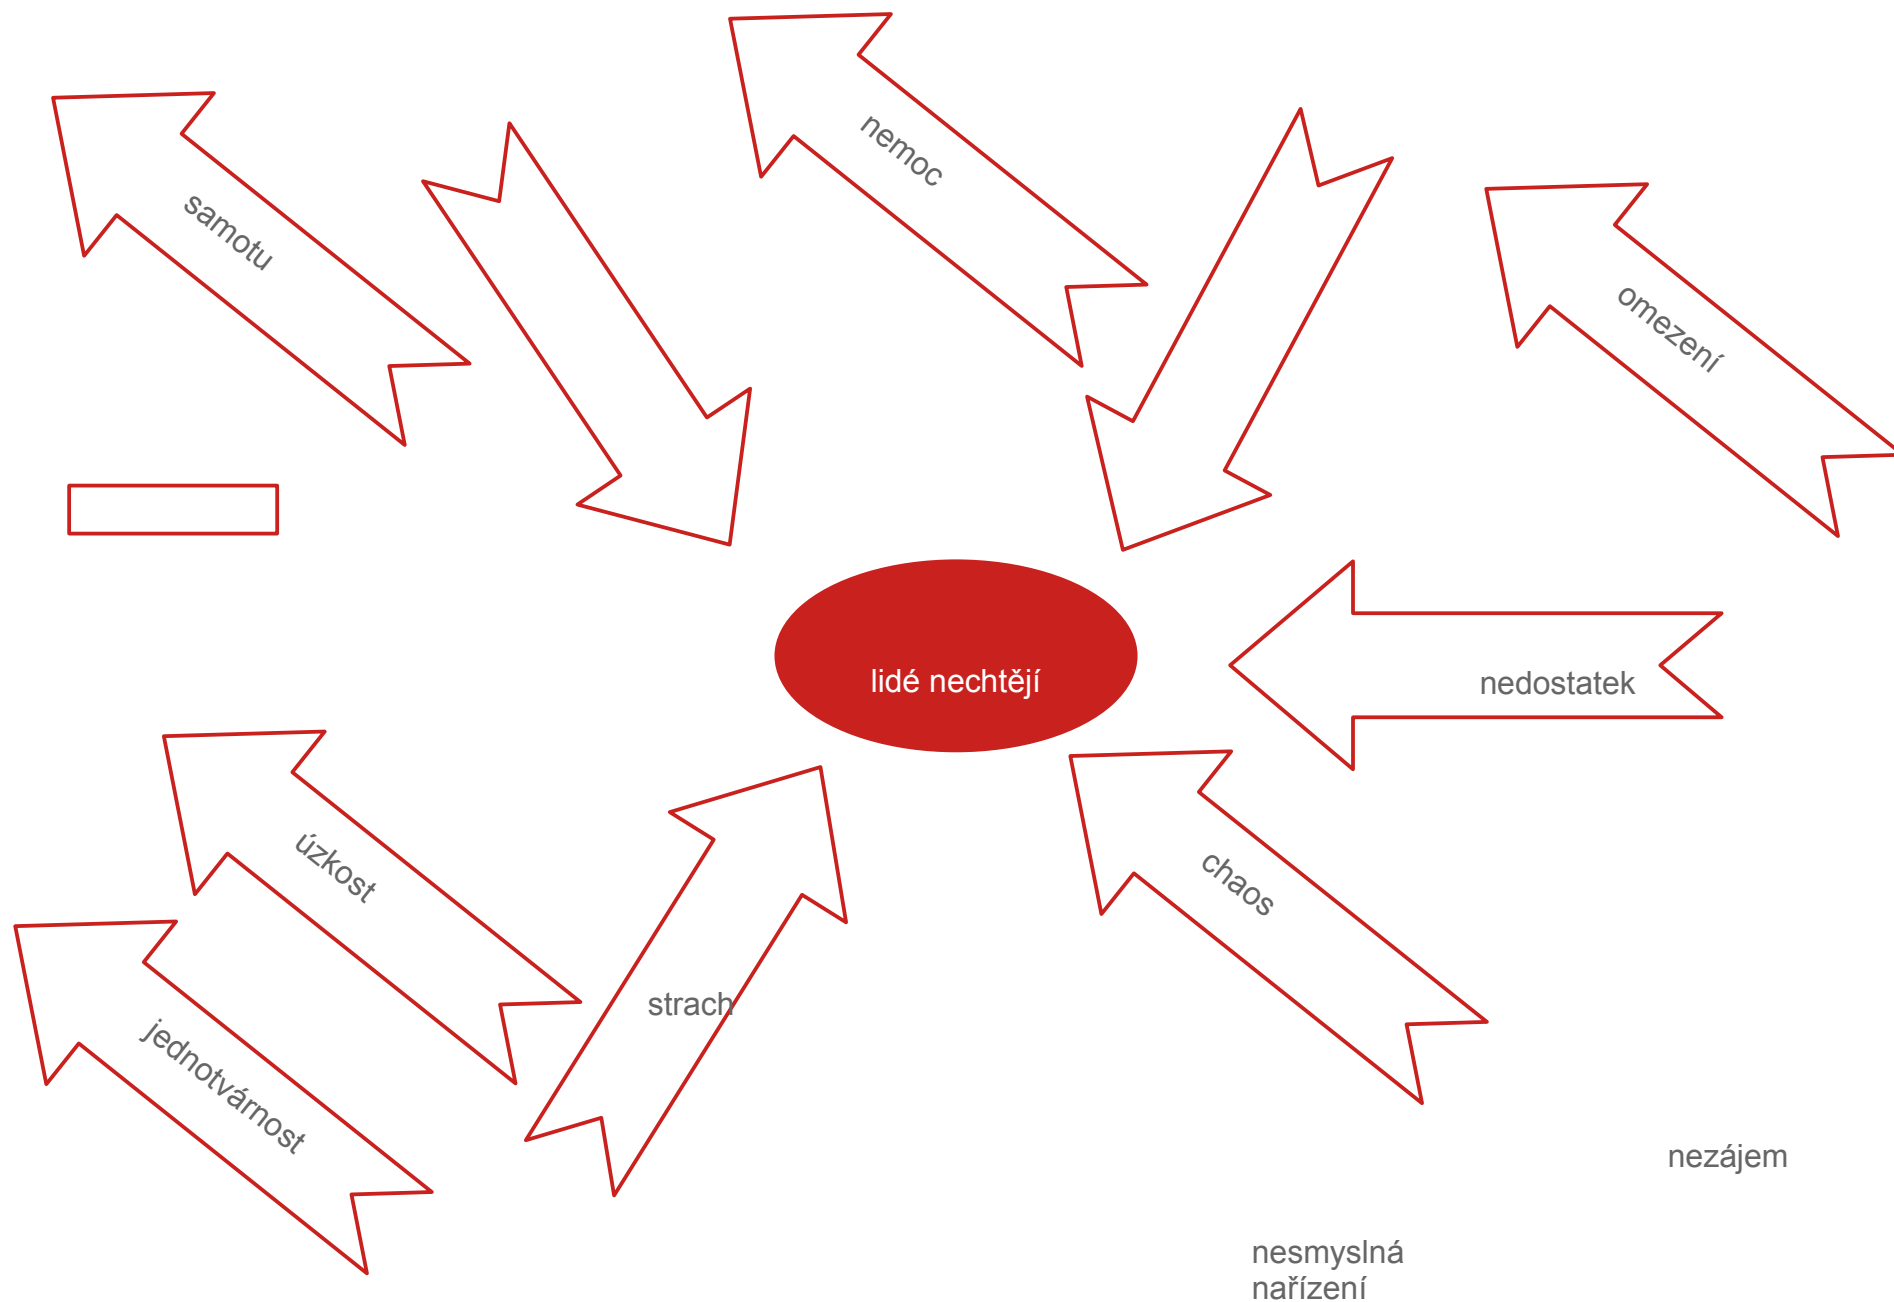 nemoc
samotu
omezení
lidé nechtějí
nedostatek
úzkost
chaos
strach
jednotvárnost
nezájem
nesmyslná
nařízení